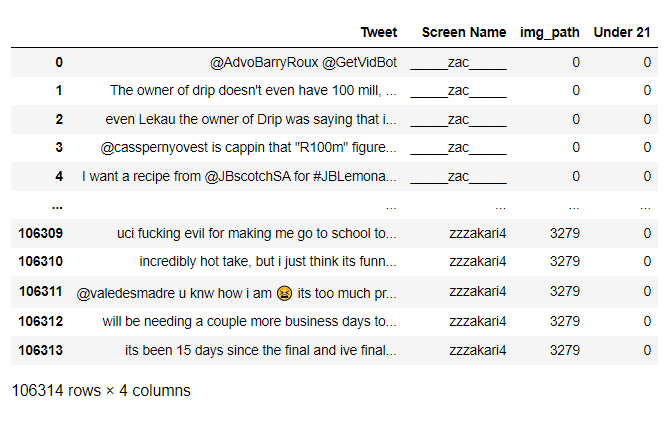 Tweet Screen Name img_path Under 21
0 @AdvoBarryRoux @GetVidBot _____zac_____ 0 0
1 The owner of drip doesn't even have 100 mill, ... _____zac_____ 0 0
2 even Lekau the owner of Drip was saying that i... _____zac_____ 0 0
3 @casspernyovest is cappin that "R100m" figure... _____zac_____ 0 0
4 I want a recipe from @JBscotchSA for #JBLemona... _____zac_____ 0 0
... ... ... ... ...
106309 uci fucking evil for making me go to school to... zzzakari4 3279 0
106310 incredibly hot take, but i just think its funn... zzzakari4 3279 0
106311 @valedesmadre u knw how i am 😫 its too much pr... zzzakari4 3279 0
106312 will be needing a couple more business days to... zzzakari4 3279 0
106313 its been 15 days since the final and ive final... zzzakari4 3279 0
106314 rows × 4 columns